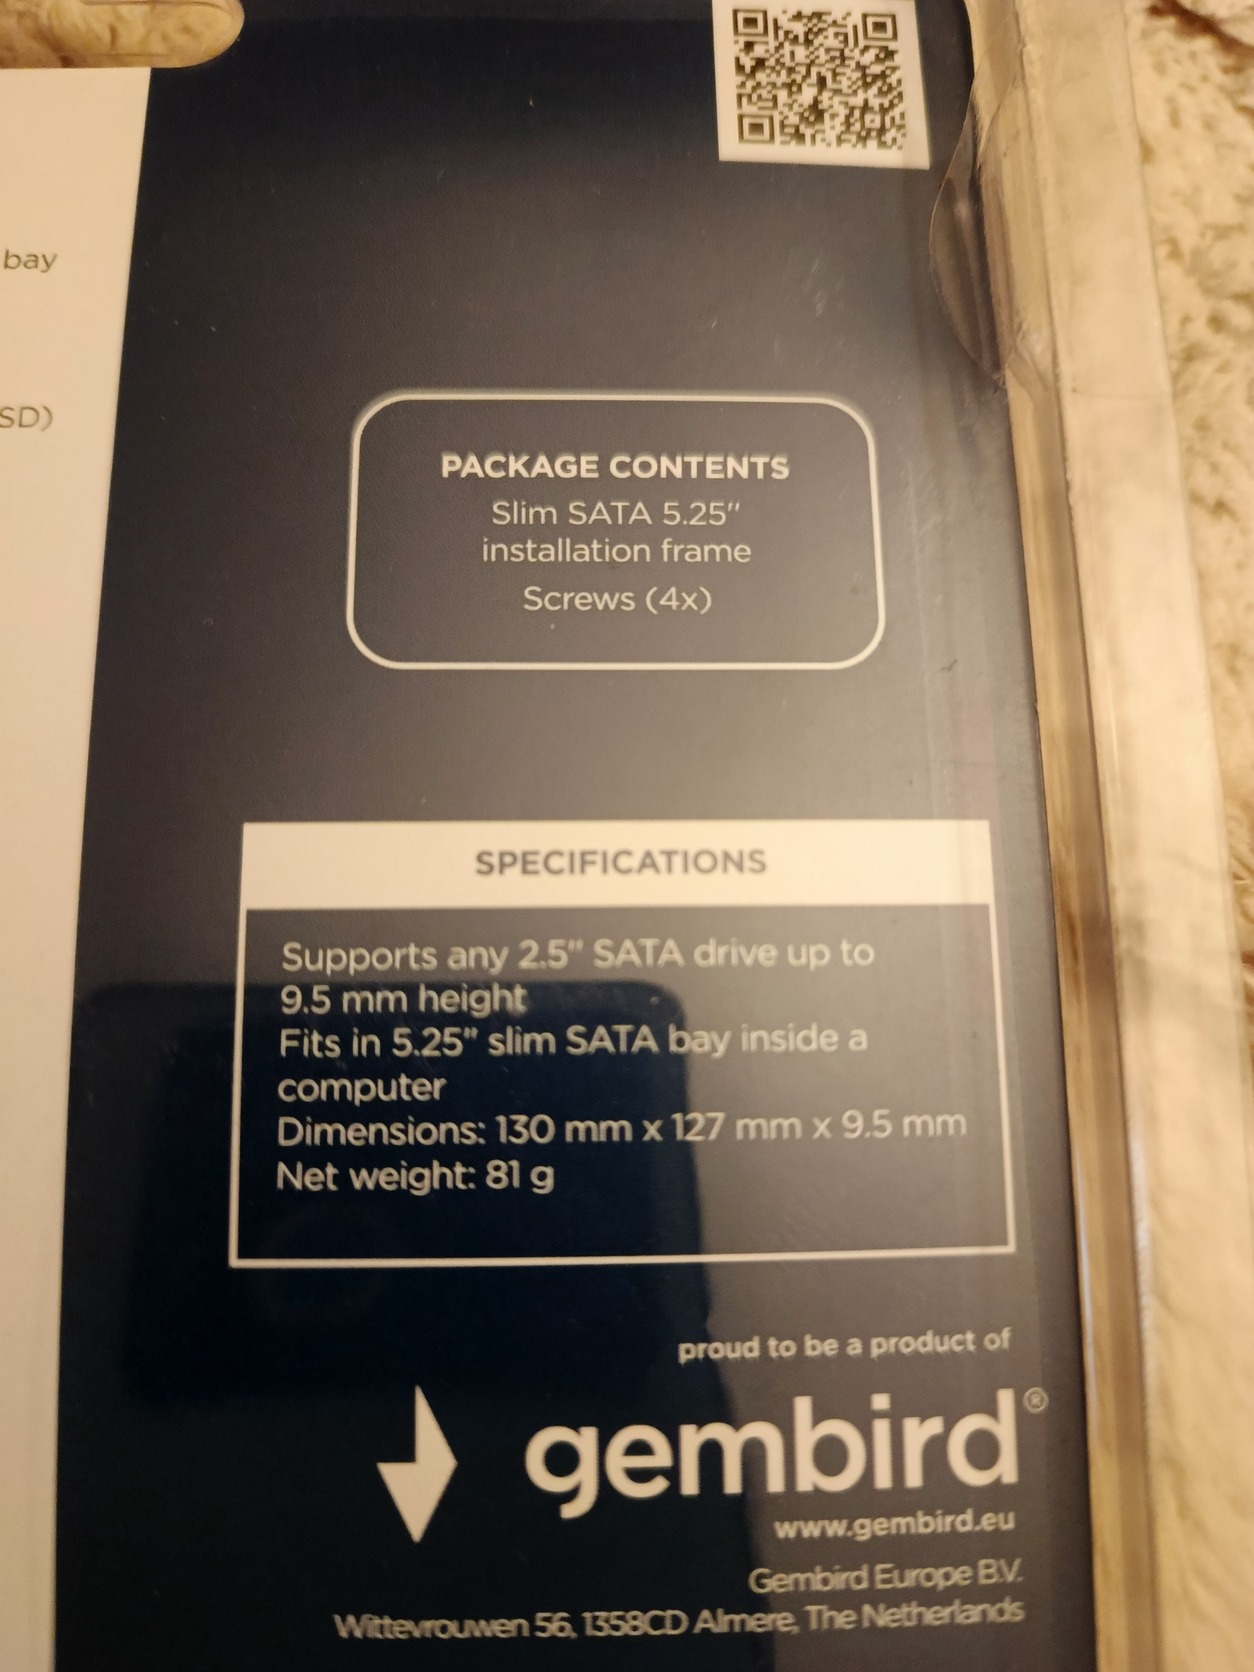 bay
SD)
PACKAGE CONTENTS
Slim SATA 5.25"
installation frame
Screws (4x)
SPECIFICATIONS
Supports any 2.5" SATA drive up to
9.5 mm height
Fits in 5.25" slim SATA bay inside a
computer
Dimensions: 130 mm x 127 mm x 9.5 mm
Net weight: 81 g
proud to be a product of
gembird®
www.gembird.eu
Gembird Europe B.V.
Wittevrouwen 56, 1358CD Almere, The Netherlands